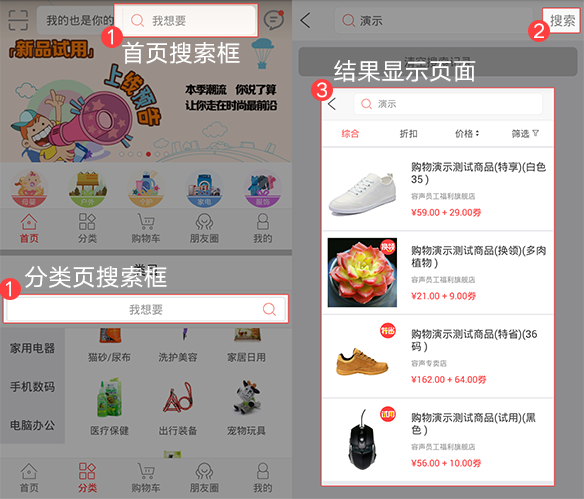 我的也是你的
我想要
1
首页搜索框
『新品试用』
上线预告
本季潮流 你说了算
让你走在时尚最前沿
母婴
户外
个护
家电
服饰
首页
分类
购物车
朋友圈
我的
1
分类页搜索框
我想要
家用电器
手机数码
电脑办公
猫砂/尿布
洗护美容
家居日用
医疗保健
出行装备
宠物玩具
首页
分类
购物车
朋友圈
我的
演示
搜索
2
清空搜索记录
结果显示页面
3
演示
综合
折扣
价格
筛选
购物演示测试商品(特享)(白色
35 )
容声员工福利旗舰店
¥59.00 + 29.00券
换领
购物演示测试商品(换领)(多肉
植物 )
容声员工福利旗舰店
¥21.00 + 9.00券
特省
购物演示测试商品(特省)(36
码 )
容声专卖店
¥162.00 + 64.00券
试用
购物演示测试商品(试用)(黑
色 )
容声员工福利旗舰店
¥56.00 + 10.00券